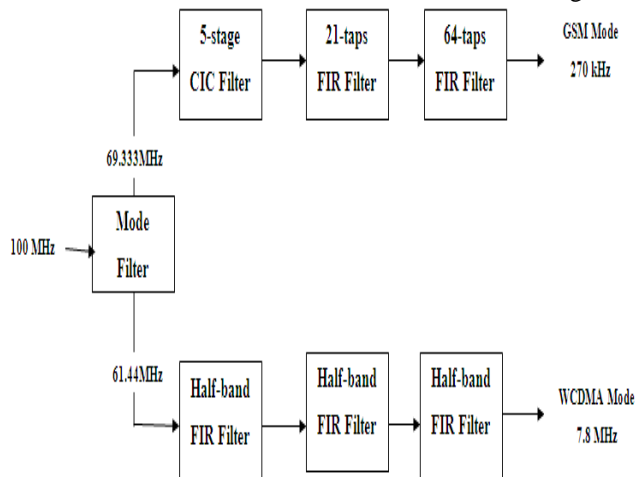 5-stage
CIC Filter
21-taps
FIR Filter
64-taps
FIR Filter
GSM Mode
270 kHz
69.333MHz
100 MHz
Mode
Filter
61.44MHz
Half-band
FIR Filter
Half-band
FIR Filter
Half-band
FIR Filter
WCDMA Mode
7.8 MHz